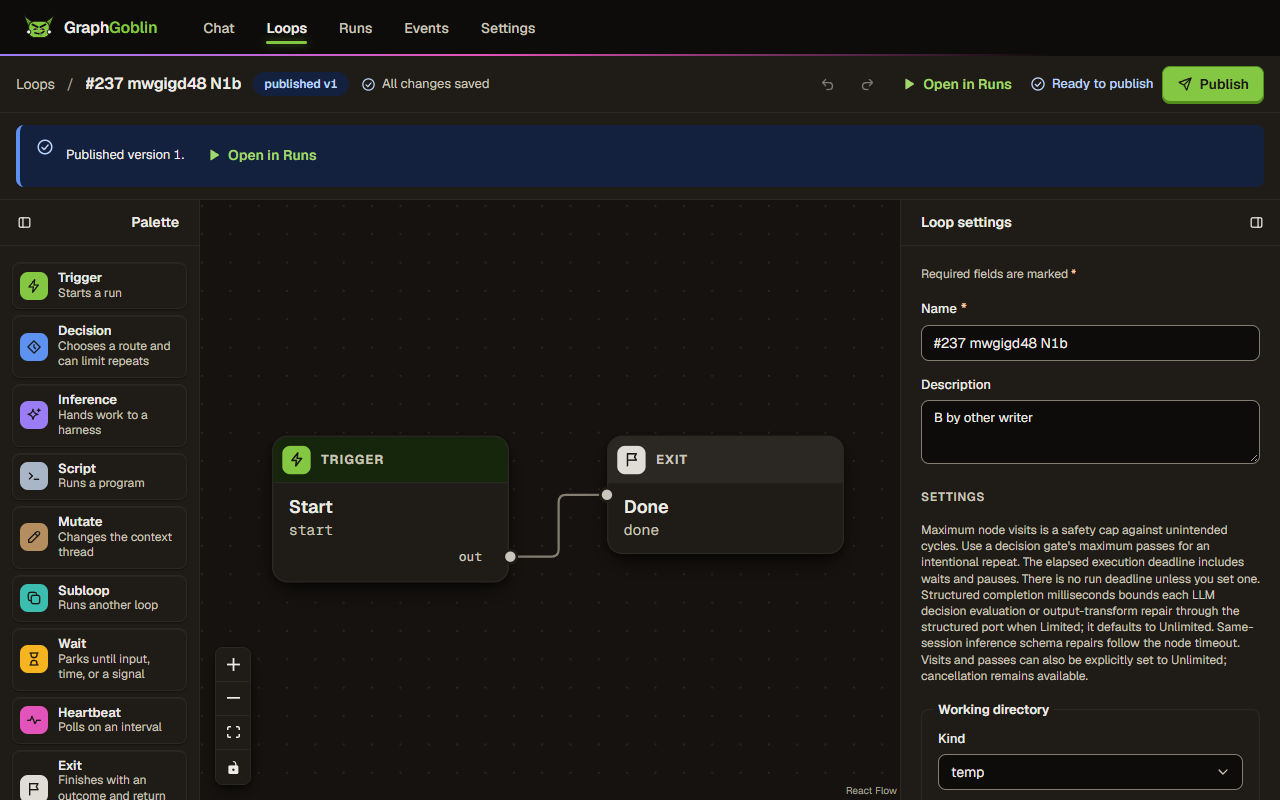 GraphGoblin
Chat
Loops
Runs
Events
Settings
Loops / #237 mwgigd48 N1b
published v1
All changes saved
Open in Runs
Ready to publish
Publish
Published version 1.
Open in Runs
Palette
Trigger
Starts a run
Decision
Chooses a route and
can limit repeats
Inference
Hands work to a
harness
Script
Runs a program
Mutate
Changes the context
thread
Subloop
Runs another loop
Wait
Parks until input,
time, or a signal
Heartbeat
Polls on an interval
Exit
Finishes with an
outcome and return
TRIGGER
Start
start
out
EXIT
Done
done
React Flow
Loop settings
Required fields are marked *
Name *
#237 mwgigd48 N1b
Description
B by other writer
SETTINGS
Maximum node visits is a safety cap against unintended
cycles. Use a decision gate's maximum passes for an
intentional repeat. The elapsed execution deadline includes
waits and pauses. There is no run deadline unless you set one.
Structured completion milliseconds bounds each LLM
decision evaluation or output-transform repair through the
structured port when Limited; it defaults to Unlimited. Same-
session inference schema repairs follow the node timeout.
Visits and passes can also be explicitly set to Unlimited;
cancellation remains available.
Working directory
Kind
temp